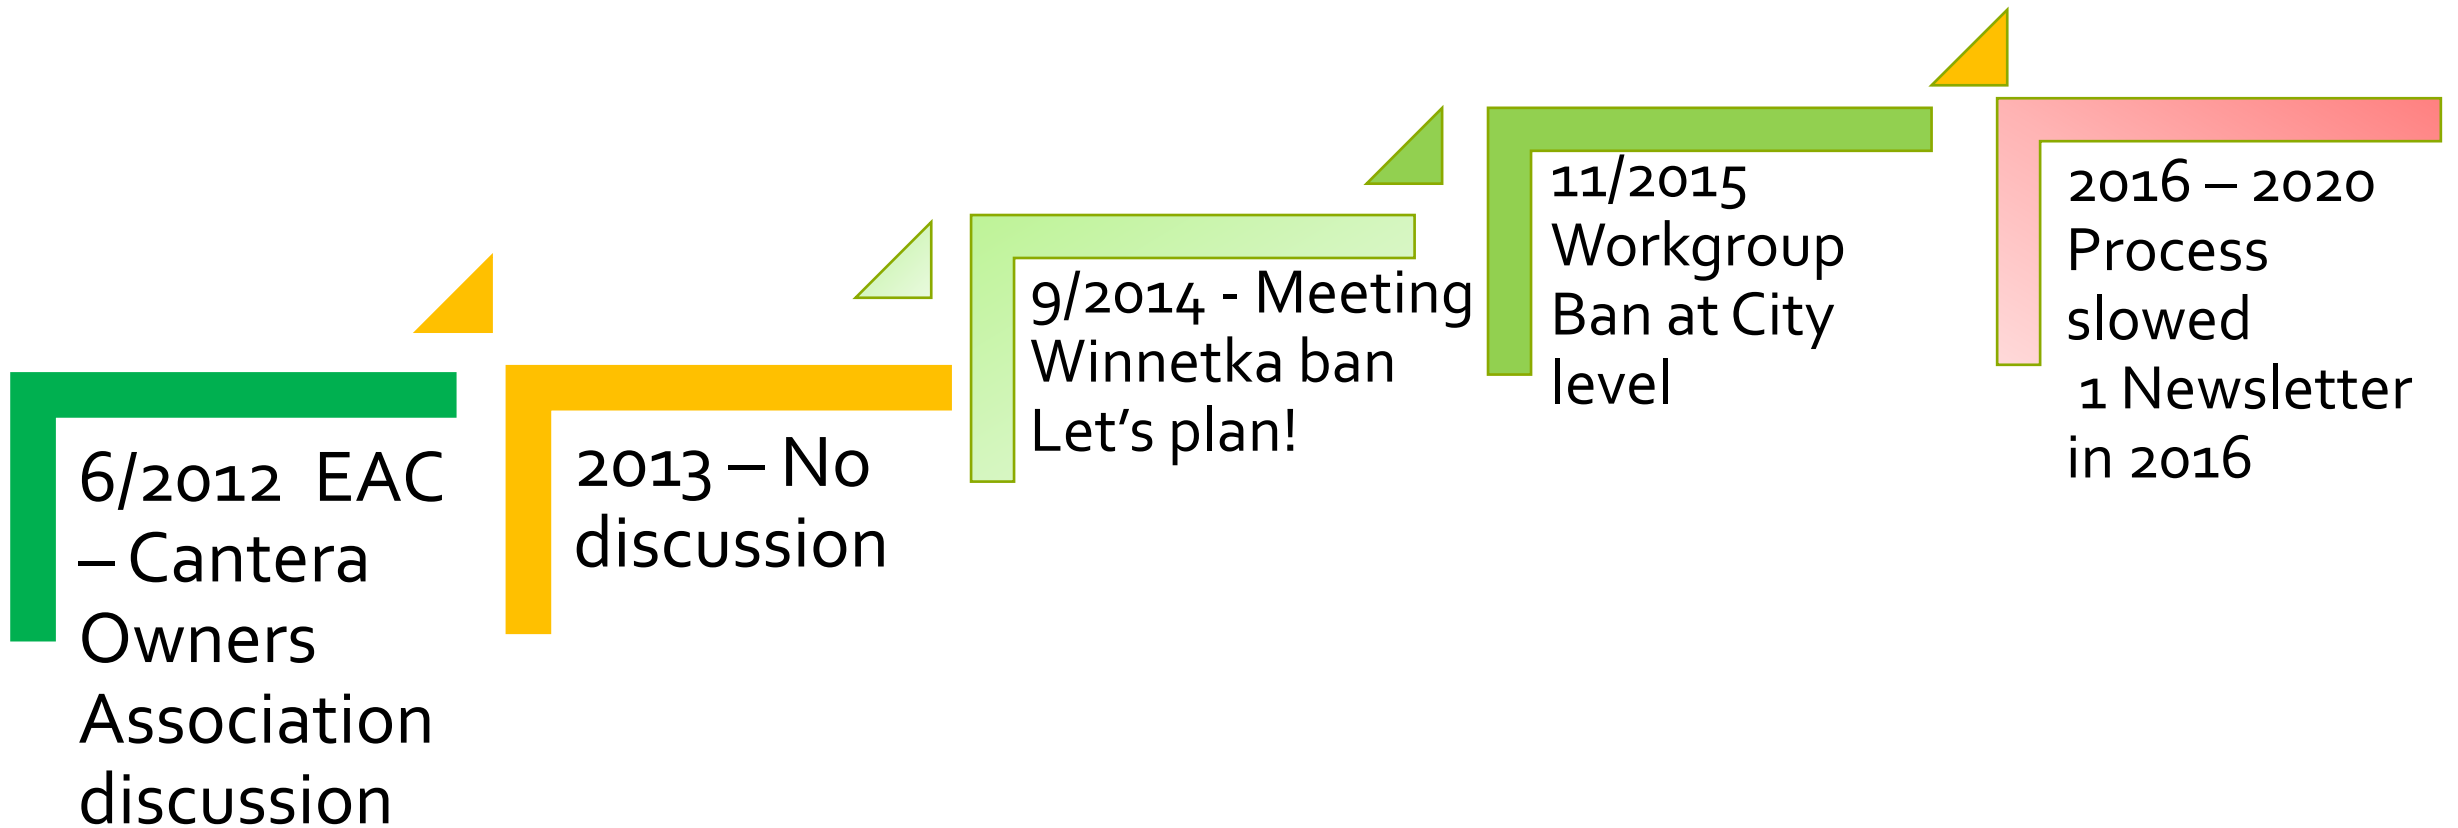 6/2012  EAC
– Cantera
Owners
Association
discussion
2013 – No
discussion
9/2014 - Meeting
Winnetka ban
Let's plan!
11/2015
Workgroup
Ban at City
level
2016 – 2020
Process
slowed
1 Newsletter
in 2016